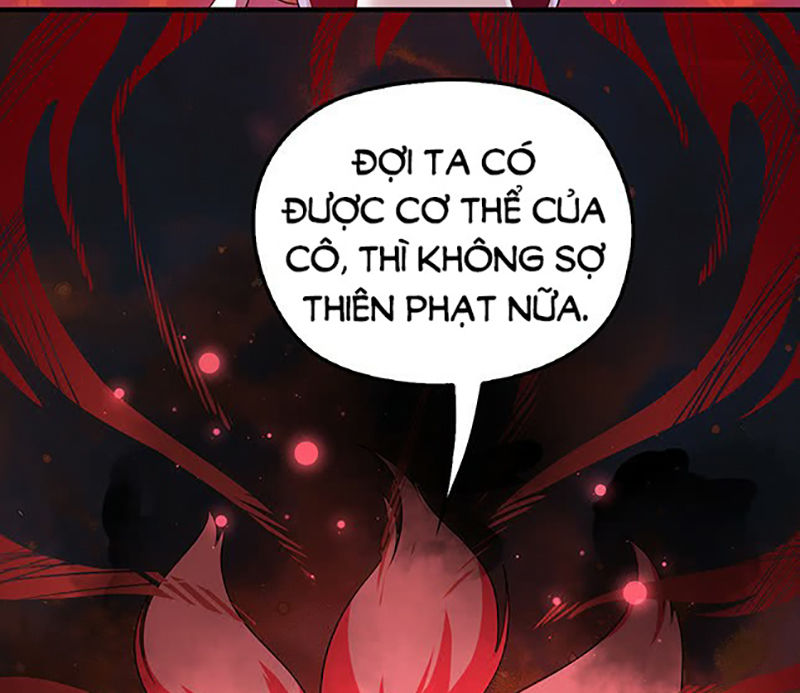 ĐỢI TA CÓ
ĐƯỢC CƠ THỂ CỦA
CÔ, THÌ KHÔNG SỢ
THIÊN PHẠT NỮA.